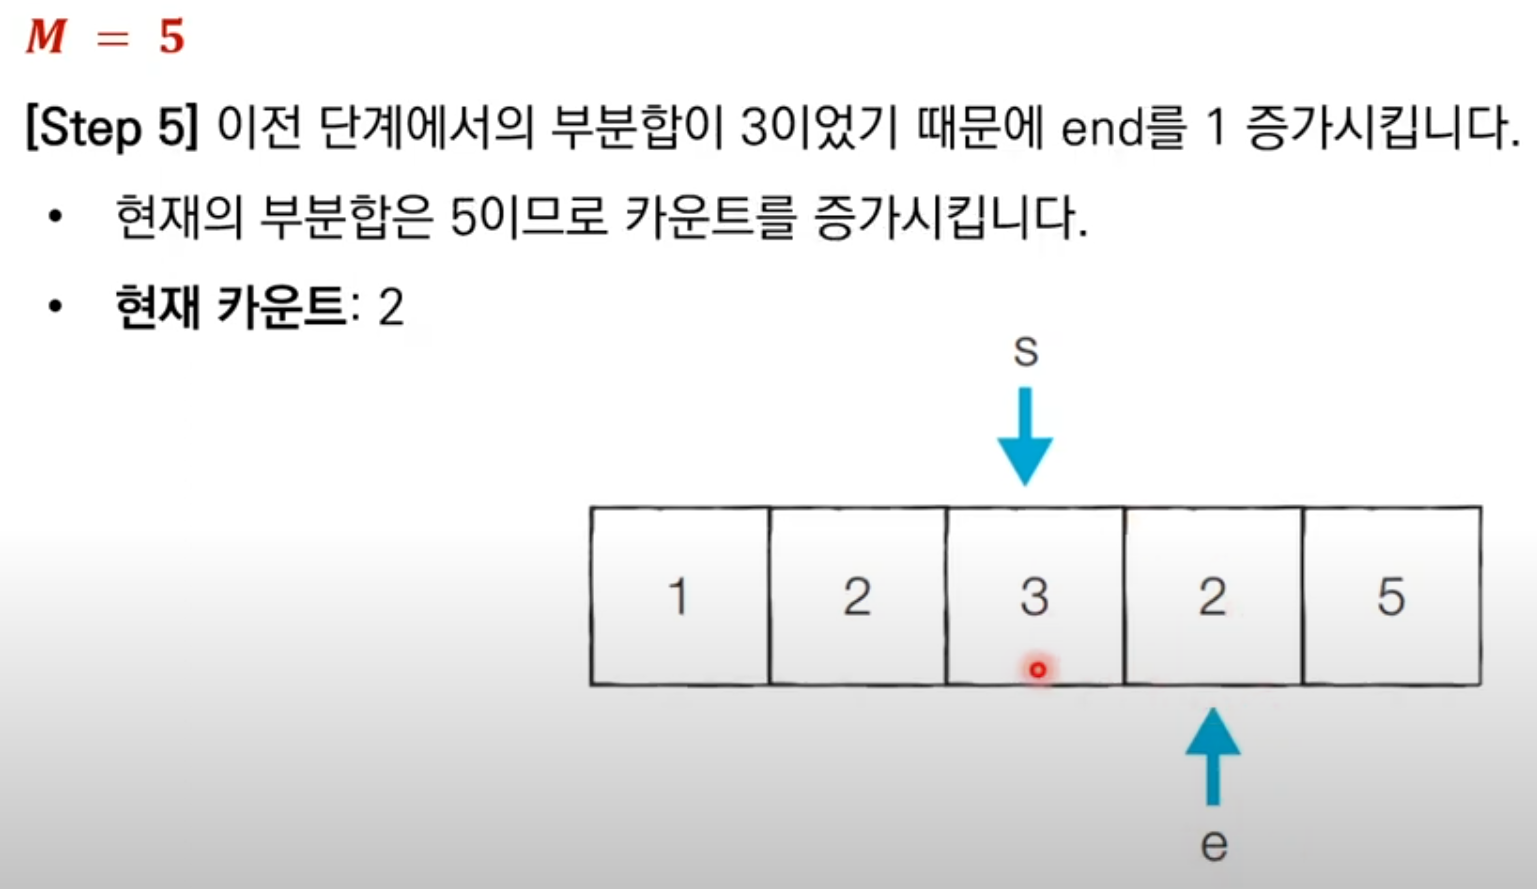 M = 5
[Step 5] 이전 단계에서의 부분합이 3이었기 때문에 end를 1 증가시킵니다.
• 현재의 부분합은 5이므로 카운트를 증가시킵니다.
• 현재 카운트: 2
s
1 2 3 2 5
e